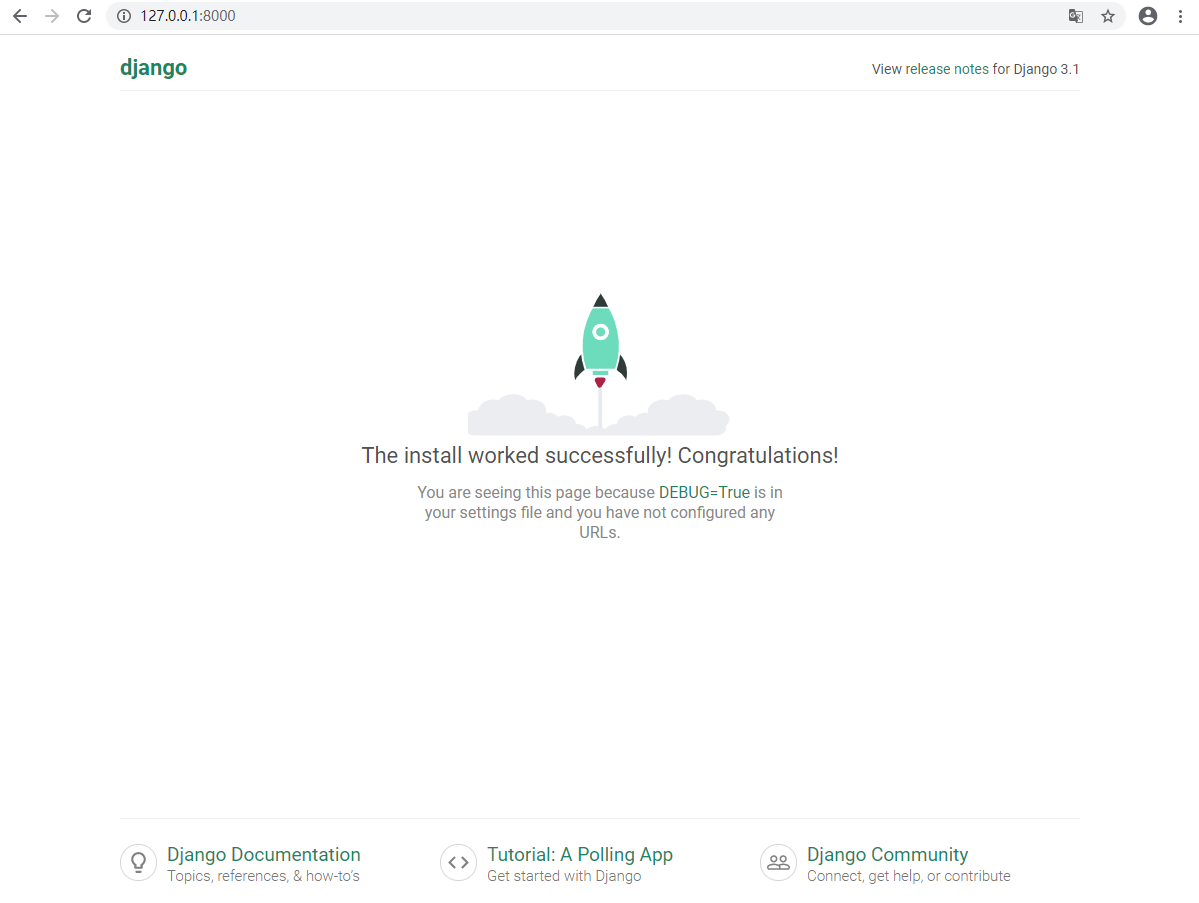 127.0.0.1:8000
django
View release notes for Django 3.1
The install worked successfully! Congratulations!
You are seeing this page because DEBUG=True is in
your settings file and you have not configured any
URLs.
Django Documentation
Topics, references, & how-to's
Tutorial: A Polling App
Get started with Django
Django Community
Connect, get help, or contribute